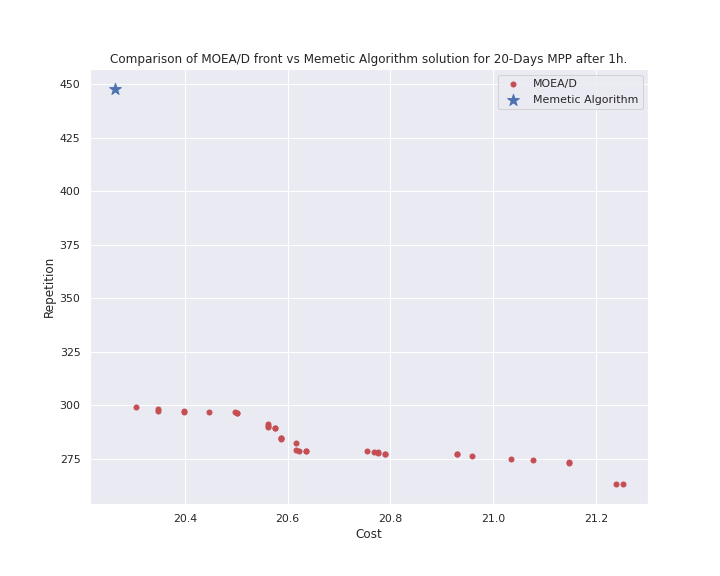 Comparison of MOEA/D front vs Memetic Algorithm solution for 20-Days MPP after 1h.
MOEA/D
Memetic Algorithm
450
425
400
375
350
325
300
275
Repetition
20.4 20.6 20.8 21.0 21.2
Cost